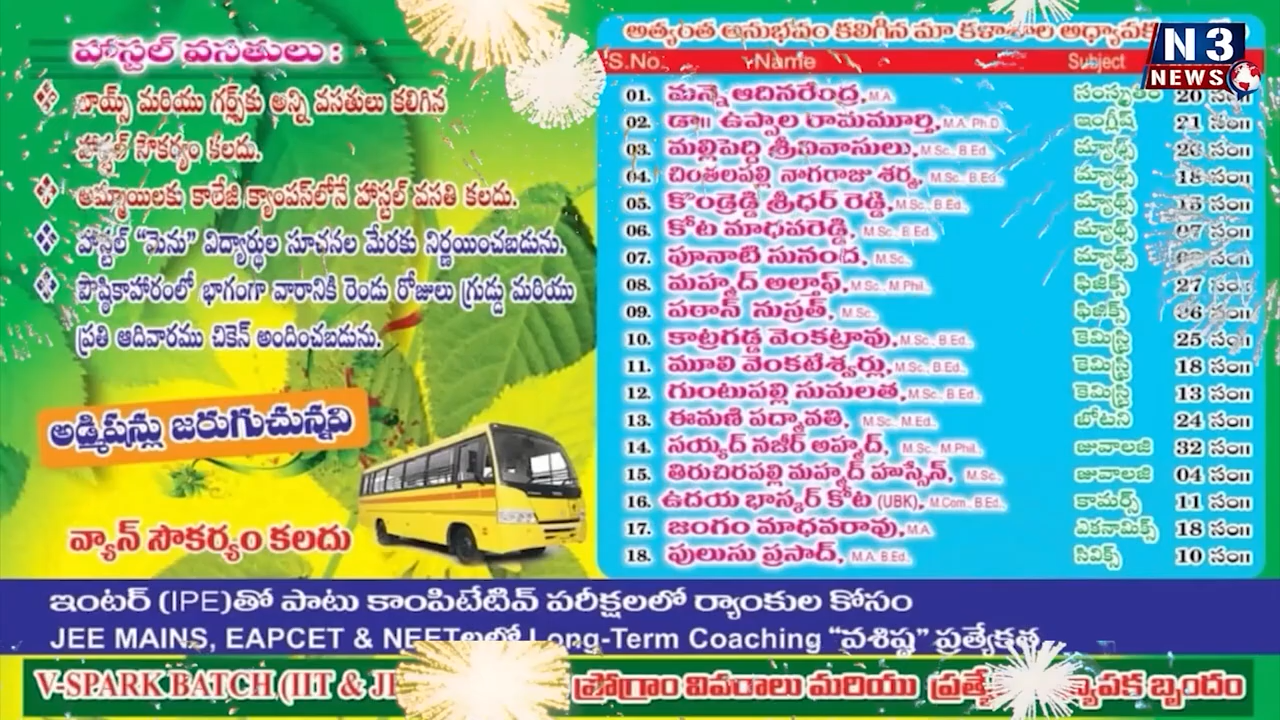 హాస్టల్ వసతులు :
బాయ్స్ మరియు గర్ల్స్‌కు అన్ని వసతులు కలిగిన
హాస్టల్ సౌకర్యం కలదు.
అమ్మాయిలకు కాలేజి క్యాంపస్‌లోనే హాస్టల్ వసతి కలదు.
హాస్టల్ "మెను" విద్యార్థుల సూచనల మేరకు నిర్ణయించబడును.
పౌష్ఠికాహారంలో భాగంగా వారానికి రెండు రోజులు గ్రుడ్డు మరియు
ప్రతి ఆదివారము చికెన్ అందించబడును.
అడ్మిషన్లు జరుగుచున్నవి
వ్యాన్ సౌకర్యం కలదు
అత్యంత అనుభవం కలిగిన మా కళాశాల
N3
NEWS
S.No. Name Subject
01. మన్నె ఆదినరేంద్ర, M.A. సంస్కృతం 20
02. డా॥ ఉప్పాల రామమూర్తి, M.A. Ph.D ఇంగ్లీష్ 21 సం॥
03. మల్లిపెద్ది శ్రీనివాసులు, M.Sc., B.Ed. మ్యాథ్స్ సం॥
04. చింతలపల్లి నాగరాజు శర్మ, M.Sc., B.Ed. మ్యాథ్స్ 18 సం॥
05. కొండ్రెడ్డి శ్రీధర్ రెడ్డి, M.Sc., B.Ed. మ్యాథ్స్ సం॥
06. కోట మాధవరెడ్డి, M.Sc., B.Ed. మ్యాథ్స్ 07 సం॥
07. పూనాటి సునంద, M.Sc., మ్యాథ్స్ సం॥
08. మహ్మద్ అల్తాఫ్, M.Sc., M.Phil., ఫిజిక్స్ 27 సం॥
09. పఠాన్ నుస్రత్, M.Sc., ఫిజిక్స్ 06 సం॥
10. కాట్రగడ్డ వెంకట్రావు, M.Sc., B.Ed., కెమిస్ట్రి 25 సం॥
11. మూలి వెంకటేశ్వర్లు, M.Sc., B.Ed., కెమిస్ట్రి 18 సం॥
12. గుంటుపల్లి సుమలత, M.Sc., B.Ed., కెమిస్ట్రి 13 సం॥
13. ఈమణి పద్మావతి, M.Sc., M.Ed., బోటని 24 సం॥
14. సయ్యద్ నజీర్ అహ్మద్, M.Sc., M.Phil., జువాలజి 32 సం॥
15. తిరుచిరపల్లి మహ్మద్ హుస్సేన్, M.Sc., జువాలజి 04 సం॥
16. ఉదయ భాస్కర్ కోట (UBK), M.Com., B.Ed., కామర్స్ 11 సం॥
17. జంగం మాధవరావు, M.A. ఎకనామిక్స్ 18 సం॥
18. పులుసు ప్రసాద్, M.A. B.Ed., సివిక్స్ 10 సం॥
ఇంటర్ (IPE)తో పాటు కాంపిటేటివ్ పరీక్షలలో ర్యాంకుల కోసం
JEE MAINS, EAPCET & NEETలలో Long-Term Coaching "వశిష్ట" ప్రత్యేకత
V-SPARK BATCH (IIT & ప్రోగ్రాం వివరాలు మరియు బృందం